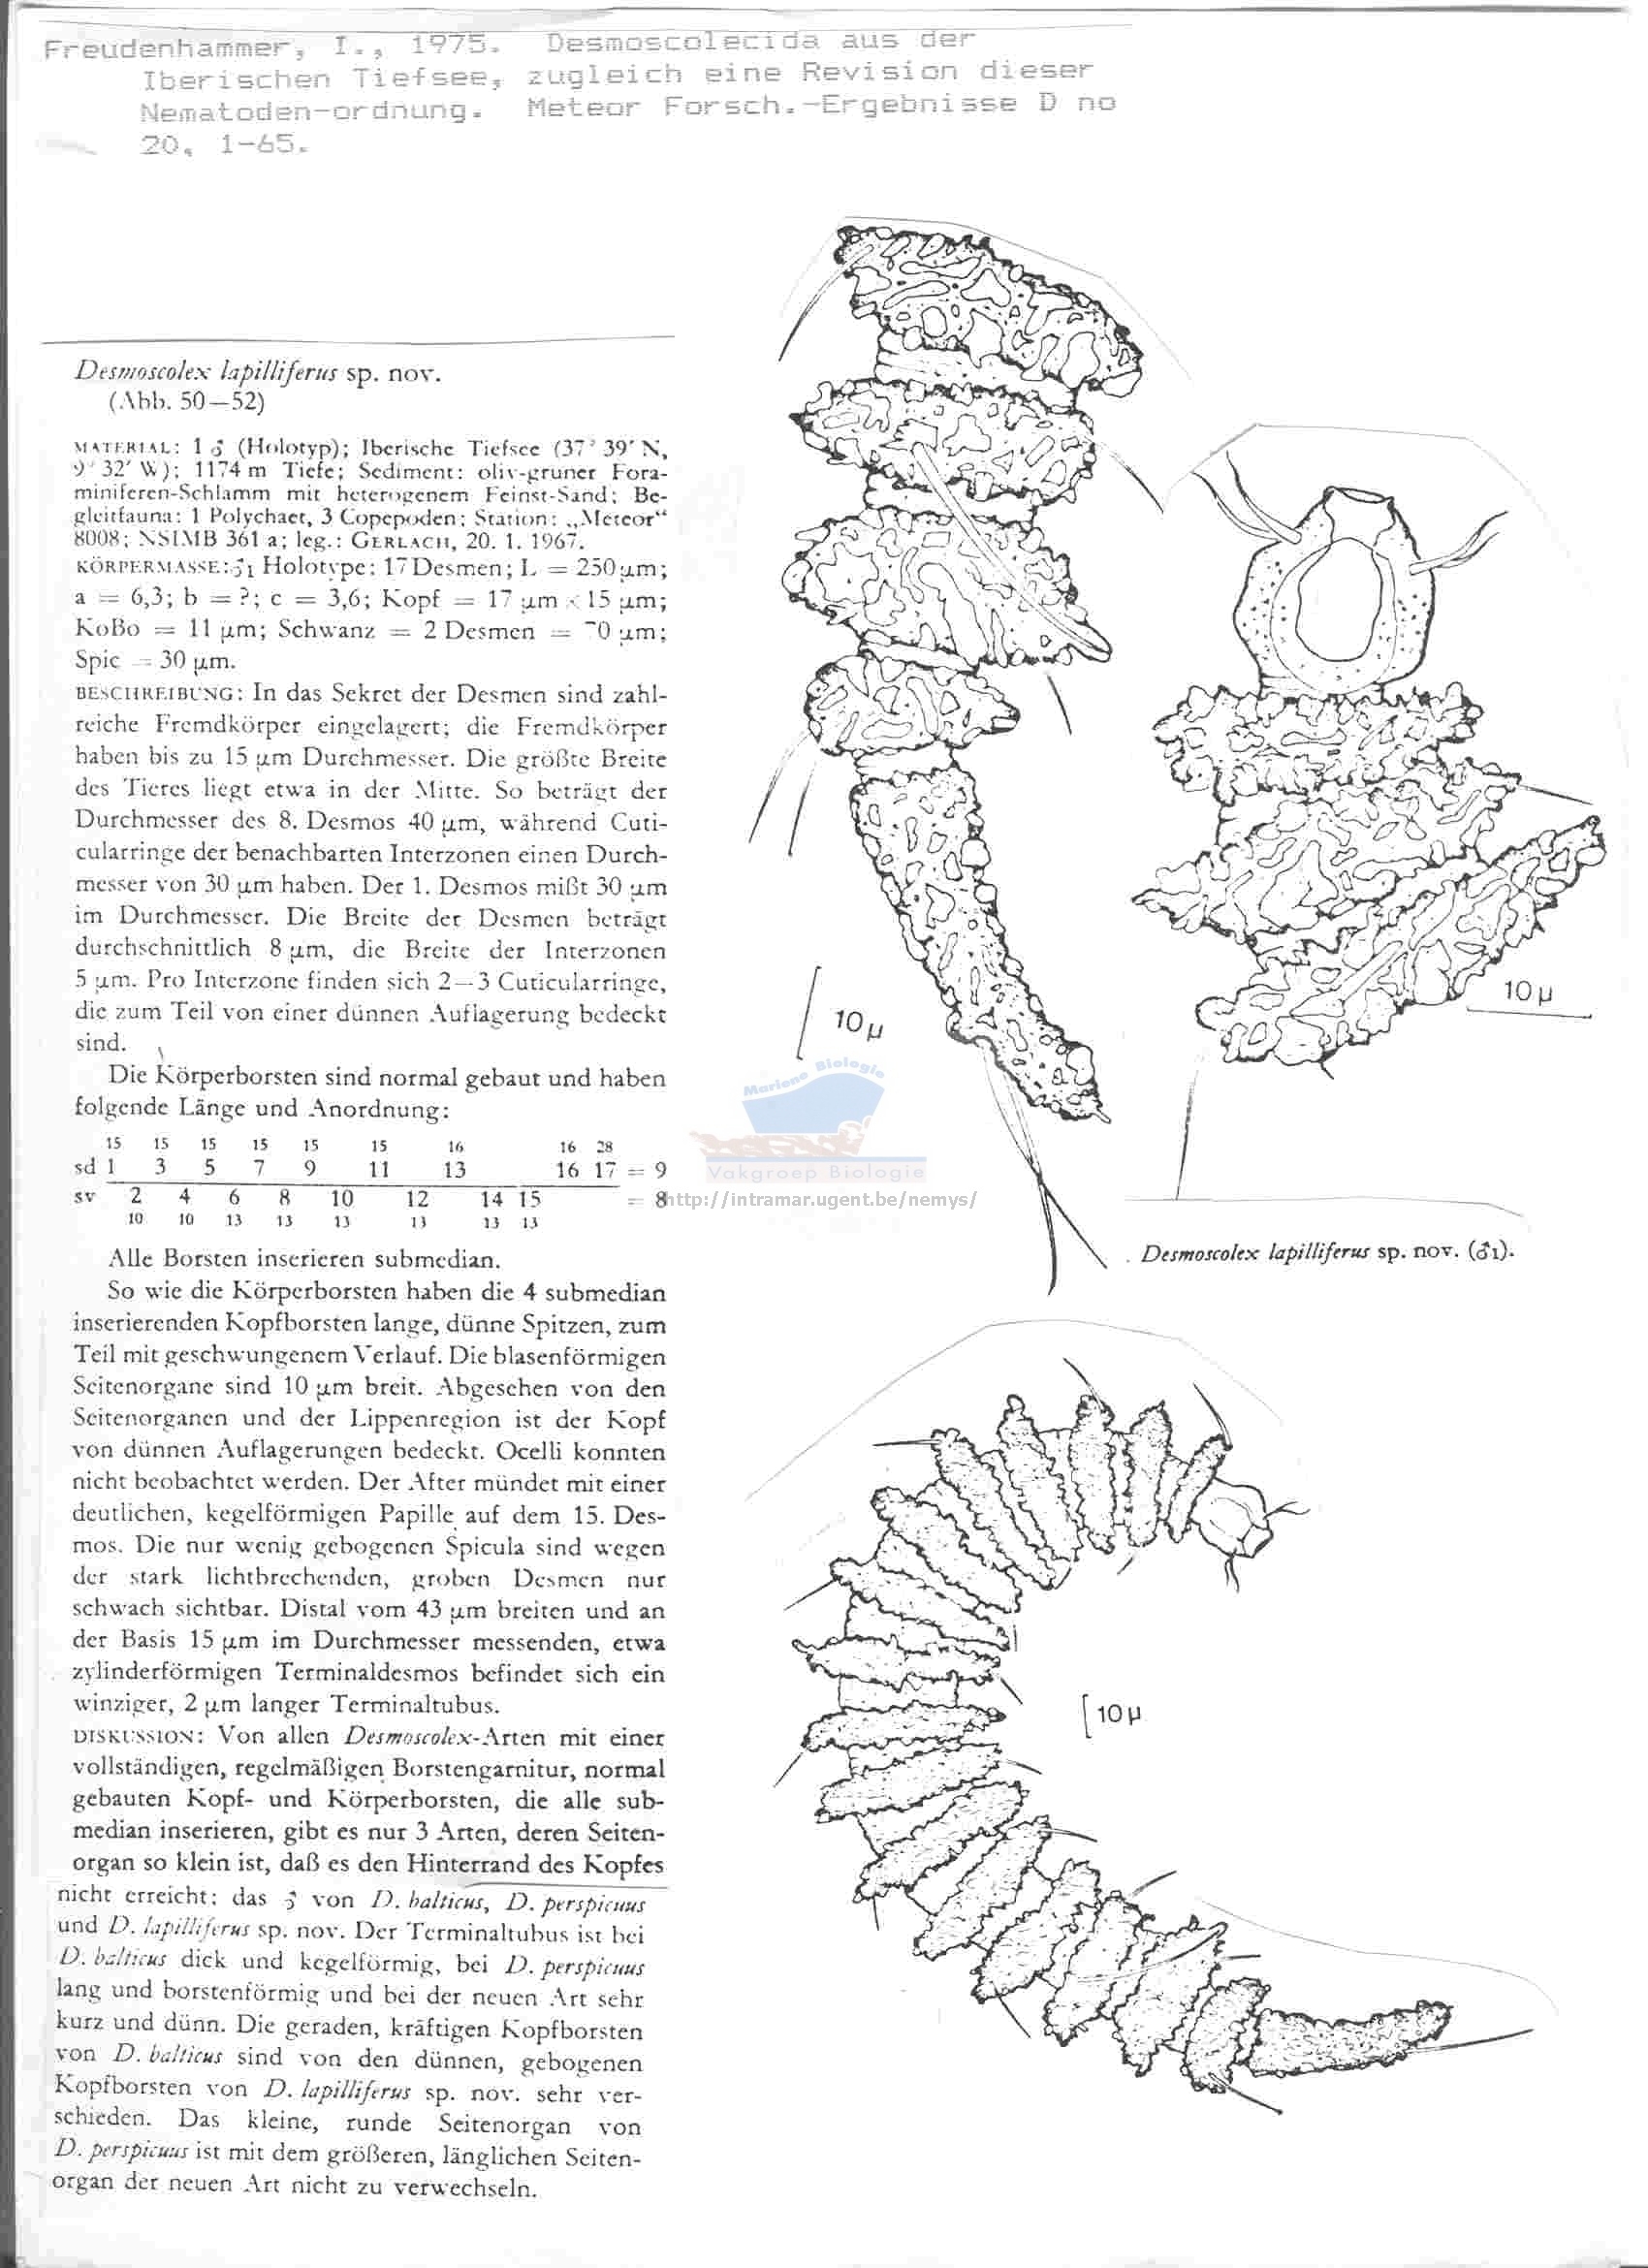 Freudenhammer, I., 1975. Desmoscolecida aus der
Iberischen Tiefsee, zugleich eine Revision dieser
Nematoden-ordnung. Meteor Forsch.-Ergebnisse D no
20, 1-65.
Desmoscolex lapilliferus sp. nov.
(Abb. 50—52)
MATERIAL: 1 ♂ (Holotyp); Iberische Tiefsee (37° 39′ N,
9° 32′ W); 1174 m Tiefe; Sediment: oliv-gruner Fora-
miniferen-Schlamm mit heterogenem Feinst-Sand; Be-
gleitfauna: 1 Polychaet, 3 Copepoden; Station: „Meteor“
8008; NSIMB 361 a; leg.: GERLACH, 20. 1. 1967.
KÖRPERMASSE: ♂1 Holotype: 17 Desmen; L = 250 µm;
a = 6,3; b = ?; c = 3,6; Kopf = 17 µm × 15 µm;
KoBo = 11 µm; Schwanz = 2 Desmen = 70 µm;
Spic = 30 µm.
BESCHREIBUNG: In das Sekret der Desmen sind zahl-
reiche Fremdkörper eingelagert; die Fremdkörper
haben bis zu 15 µm Durchmesser. Die größte Breite
des Tieres liegt etwa in der Mitte. So beträgt der
Durchmesser des 8. Desmos 40 µm, während Cuti-
cularringe der benachbarten Interzonen einen Durch-
messer von 30 µm haben. Der 1. Desmos mißt 30 µm
im Durchmesser. Die Breite der Desmen beträgt
durchschnittlich 8 µm, die Breite der Interzonen
5 µm. Pro Interzone finden sich 2—3 Cuticularringe,
die zum Teil von einer dünnen Auflagerung bedeckt
sind.
Die Körperborsten sind normal gebaut und haben
folgende Länge und Anordnung:
15 15 15 15 15 15 16 16 28
sd 1 3 5 7 9 11 13 16 17 = 9
sv 2 4 6 8 10 12 14 15 = 8
10 10 13 13 13 13 13 13
Alle Borsten inserieren submedian.
So wie die Körperborsten haben die 4 submedian
inserierenden Kopfborsten lange, dünne Spitzen, zum
Teil mit geschwungenem Verlauf. Die blasenförmigen
Seitenorgane sind 10 µm breit. Abgesehen von den
Seitenorganen und der Lippenregion ist der Kopf
von dünnen Auflagerungen bedeckt. Ocelli konnten
nicht beobachtet werden. Der After mündet mit einer
deutlichen, kegelförmigen Papille auf dem 15. Des-
mos. Die nur wenig gebogenen Spicula sind wegen
der stark lichtbrechenden, groben Desmen nur
schwach sichtbar. Distal vom 43 µm breiten und an
der Basis 15 µm im Durchmesser messenden, etwa
zylinderförmigen Terminaldesmos befindet sich ein
winziger, 2 µm langer Terminaltubus.
DISKUSSION: Von allen Desmoscolex-Arten mit einer
vollständigen, regelmäßigen Borstengarnitur, normal
gebauten Kopf- und Körperborsten, die alle sub-
median inserieren, gibt es nur 3 Arten, deren Seiten-
organ so klein ist, daß es den Hinterrand des Kopfes
nicht erreicht: das ♂ von D. balticus, D. perspicuus
und D. lapilliferus sp. nov. Der Terminaltubus ist bei
D. balticus dick und kegelförmig, bei D. perspicuus
lang und borstenförmig und bei der neuen Art sehr
kurz und dünn. Die geraden, kräftigen Kopfborsten
von D. balticus sind von den dünnen, gebogenen
Kopfborsten von D. lapilliferus sp. nov. sehr ver-
schieden. Das kleine, runde Seitenorgan von
D. perspicuus ist mit dem größeren, länglichen Seiten-
organ der neuen Art nicht zu verwechseln.
10 µ
10 µ
Mariene Biologie
Vakgroep Biologie
http://intramar.ugent.be/nemys/
. Desmoscolex lapilliferus sp. nov. (♂1).
10 µ